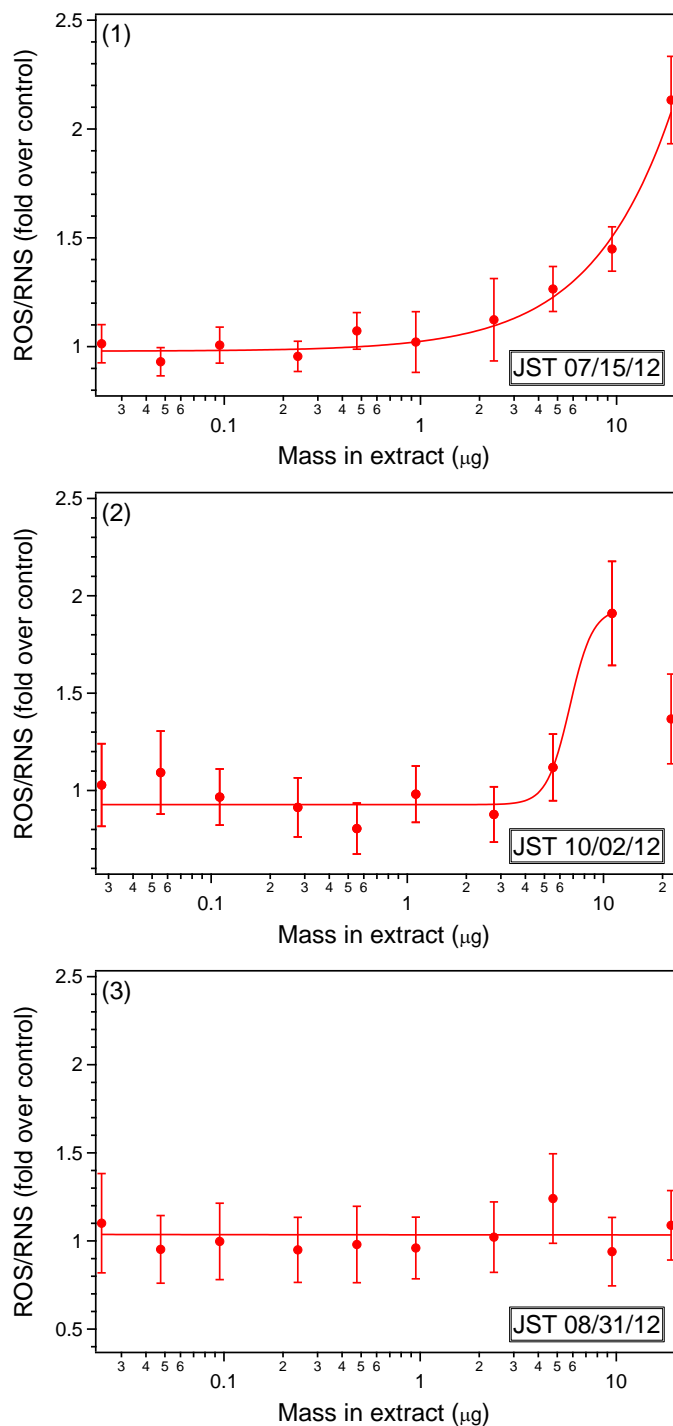 2.5
(1)
2
1.5
1
ROS/RNS (fold over control)
JST 07/15/12
3 4 5 6 0.1 2 3 4 5 6 1 2 3 4 5 6 10
Mass in extract (μg)
2.5
(2)
2
1.5
1
ROS/RNS (fold over control)
JST 10/02/12
3 4 5 6 0.1 2 3 4 5 6 1 2 3 4 5 6 10 2
Mass in extract (μg)
2.5
(3)
2
1.5
1
0.5
ROS/RNS (fold over control)
JST 08/31/12
3 4 5 6 0.1 2 3 4 5 6 1 2 3 4 5 6 10
Mass in extract (μg)